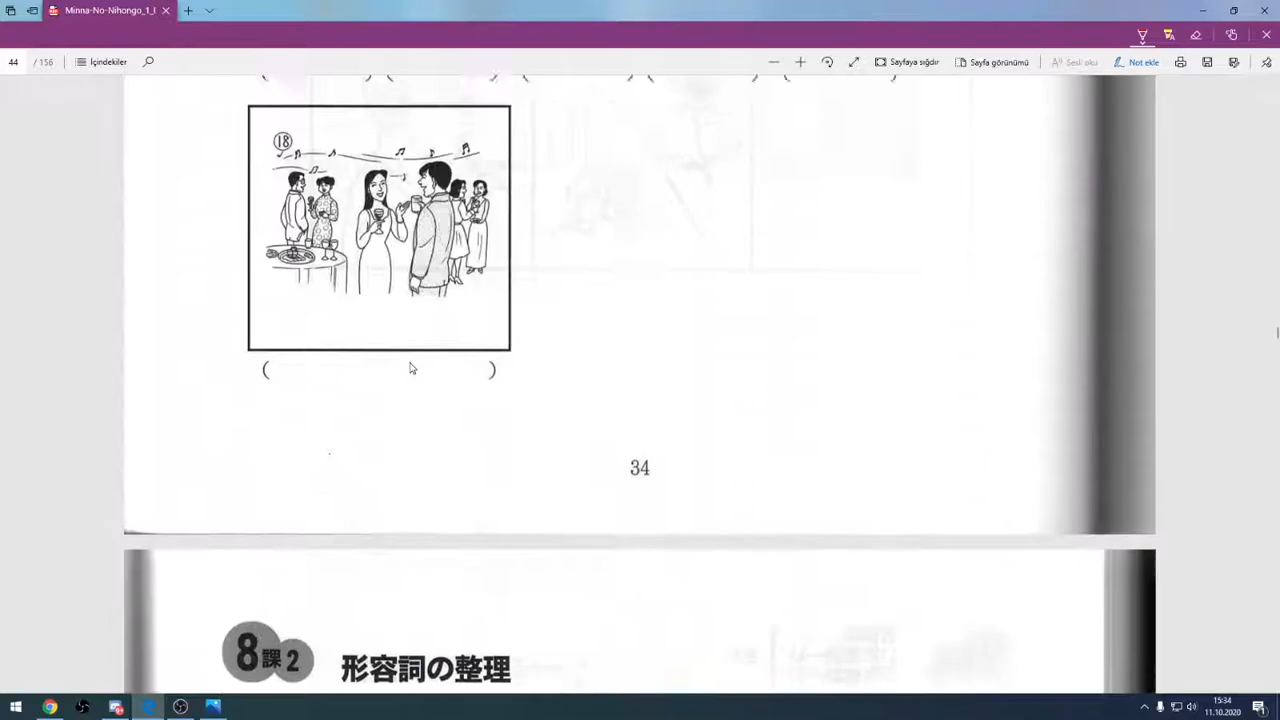 Minna-No-Nihongo_1_I
44 / 156 İçindekiler Sayfaya sığdır Sayfa görünümü Sesli oku Not ekle
( ) ( ) ( ) ( ) ( )
⑱
( )
34
8課2 形容詞の整理
15:34
11.10.2020